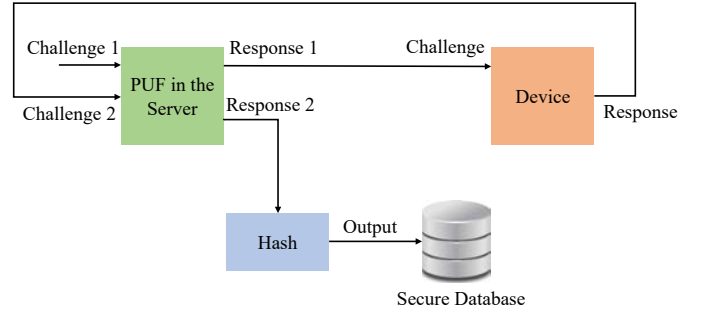 Challenge 1
Response 1
Challenge
PUF in the
Server
Device
Challenge 2
Response 2
Response
Hash
Output
Secure Database